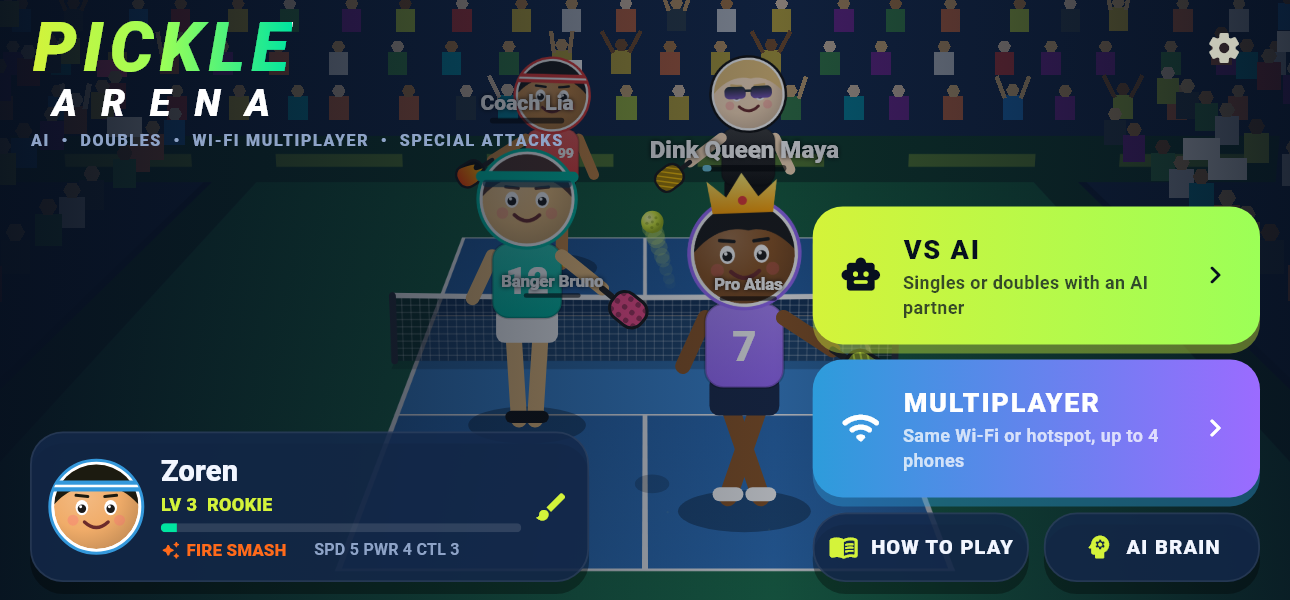 PICKLE
ARENA
AI • DOUBLES • WI-FI MULTIPLAYER • SPECIAL ATTACKS
Coach Lia
99
Dink Queen Maya
12
Banger Bruno
Pro Atlas
7
VS AI
Singles or doubles with an AI
partner
MULTIPLAYER
Same Wi-Fi or hotspot, up to 4
phones
Zoren
LV 3 ROOKIE
FIRE SMASH SPD 5 PWR 4 CTL 3
HOW TO PLAY
AI BRAIN